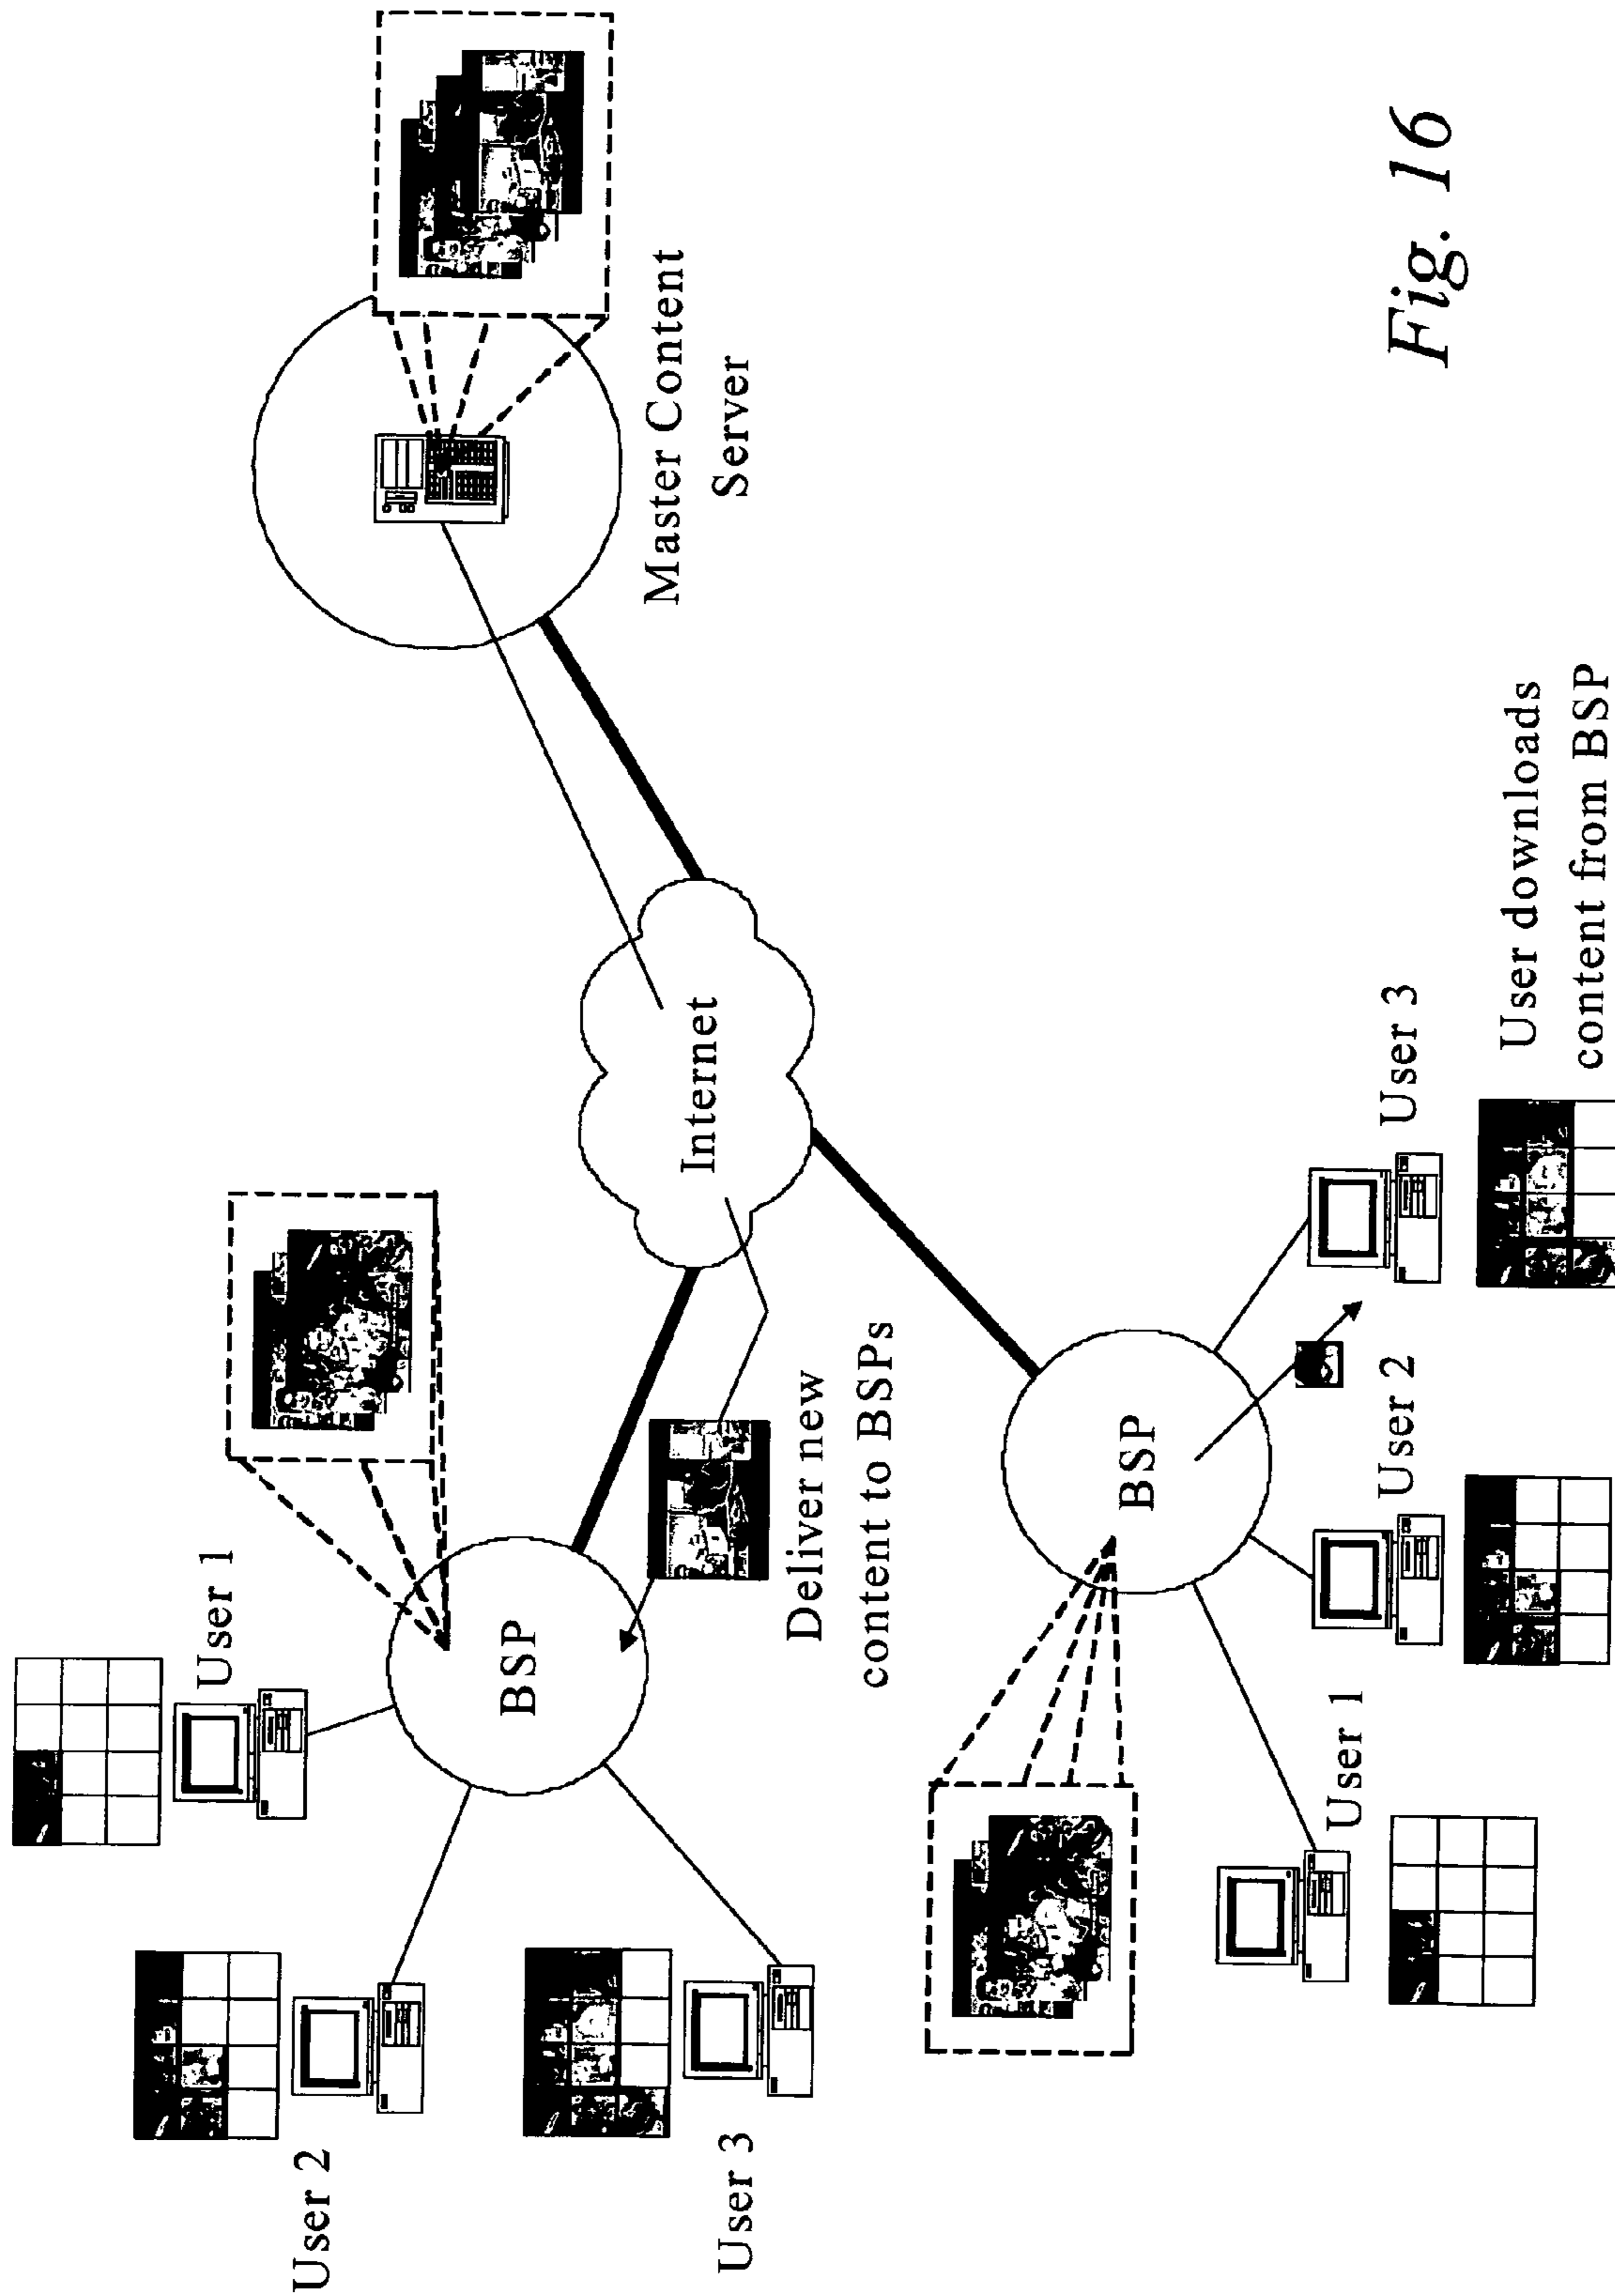 User 1
User 2
BSP
User 3
Deliver new
content to BSPs
Internet
Master Content
Server
BSP
User 1
User 2
User 3
User downloads
content from BSP
Fig. 16